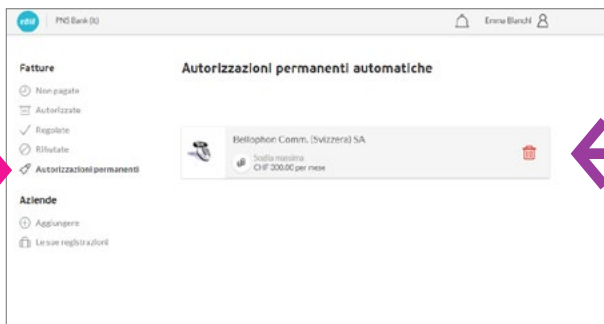 ebill PNS Bank (It) Emma Bianchi
Fatture
Non pagate
Autorizzate
Regolate
Rifiutate
Autorizzazioni permanenti
Aziende
Aggiungere
Le sue registrazioni
Autorizzazioni permanenti automatiche
Bellophon Comm. (Svizzera) SA
Soglia massima
CHF 300.00 per mese